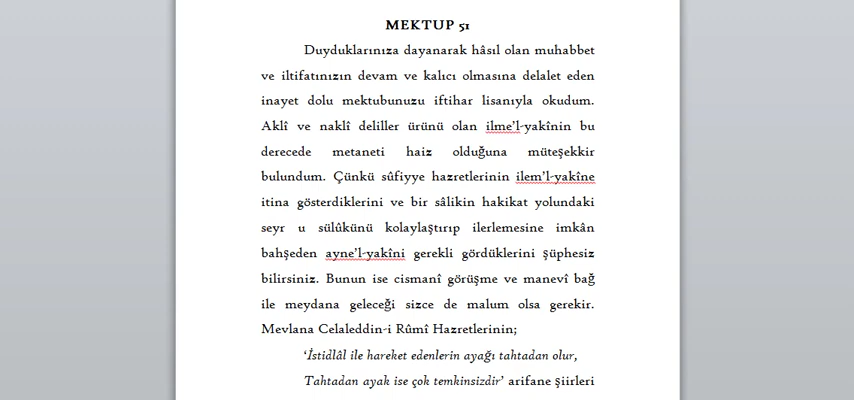 MEKTUP 51
Duyduklarınıza dayanarak hâsıl olan muhabbet
ve iltifatınızın devam ve kalıcı olmasına delalet eden
inayet dolu mektubunuzu iftihar lisanıyla okudum.
Aklî ve naklî deliller ürünü olan ilme’l-yakînin bu
derecede metaneti haiz olduğuna müteşekkir
bulundum. Çünkü sûfiyye hazretlerinin ilem’l-yakîne
itina gösterdiklerini ve bir sâlikin hakikat yolundaki
seyr u sülûkünü kolaylaştırıp ilerlemesine imkân
bahşeden ayne’l-yakîni gerekli gördüklerini şüphesiz
bilirsiniz. Bunun ise cismanî görüşme ve manevî bağ
ile meydana geleceği sizce de malum olsa gerekir.
Mevlana Celaleddin-i Rûmî Hazretlerinin;
‘İstidlâl ile hareket edenlerin ayağı tahtadan olur,
Tahtadan ayak ise çok temkinsizdir’ arifane şiirleri